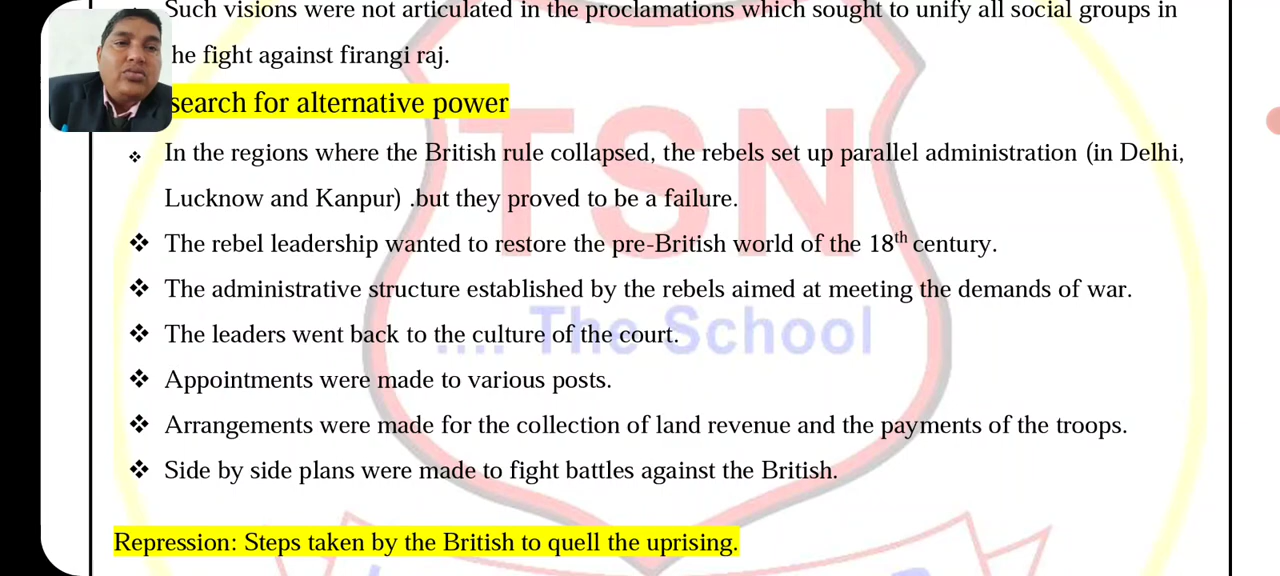 Such visions were not articulated in the proclamations which sought to unify all social groups in
he fight against firangi raj.
search for alternative power
❖ In the regions where the British rule collapsed, the rebels set up parallel administration (in Delhi,
Lucknow and Kanpur) .but they proved to be a failure.
❖ The rebel leadership wanted to restore the pre-British world of the 18th century.
❖ The administrative structure established by the rebels aimed at meeting the demands of war.
❖ The leaders went back to the culture of the court.
❖ Appointments were made to various posts.
❖ Arrangements were made for the collection of land revenue and the payments of the troops.
❖ Side by side plans were made to fight battles against the British.
Repression: Steps taken by the British to quell the uprising.
TSN
.... The School